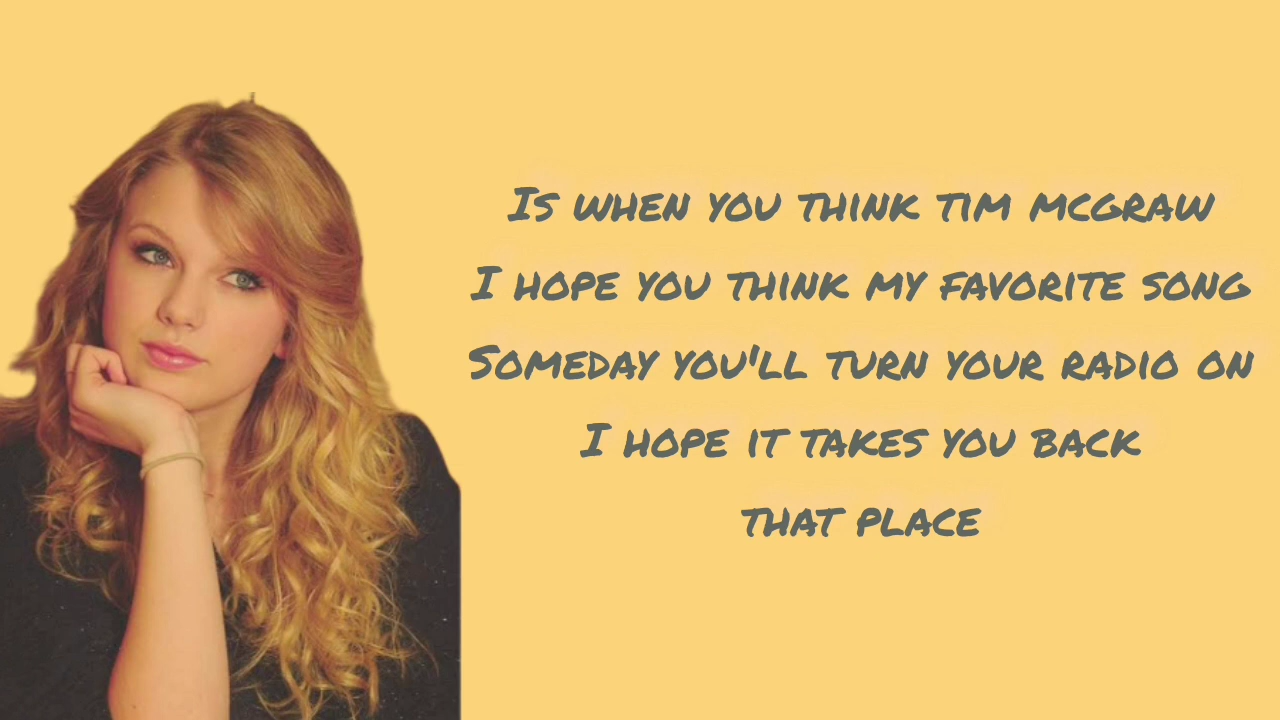 Is when you think tim mcgraw
I hope you think my favorite song
Someday you'll turn your radio on
I hope it takes you back
that place